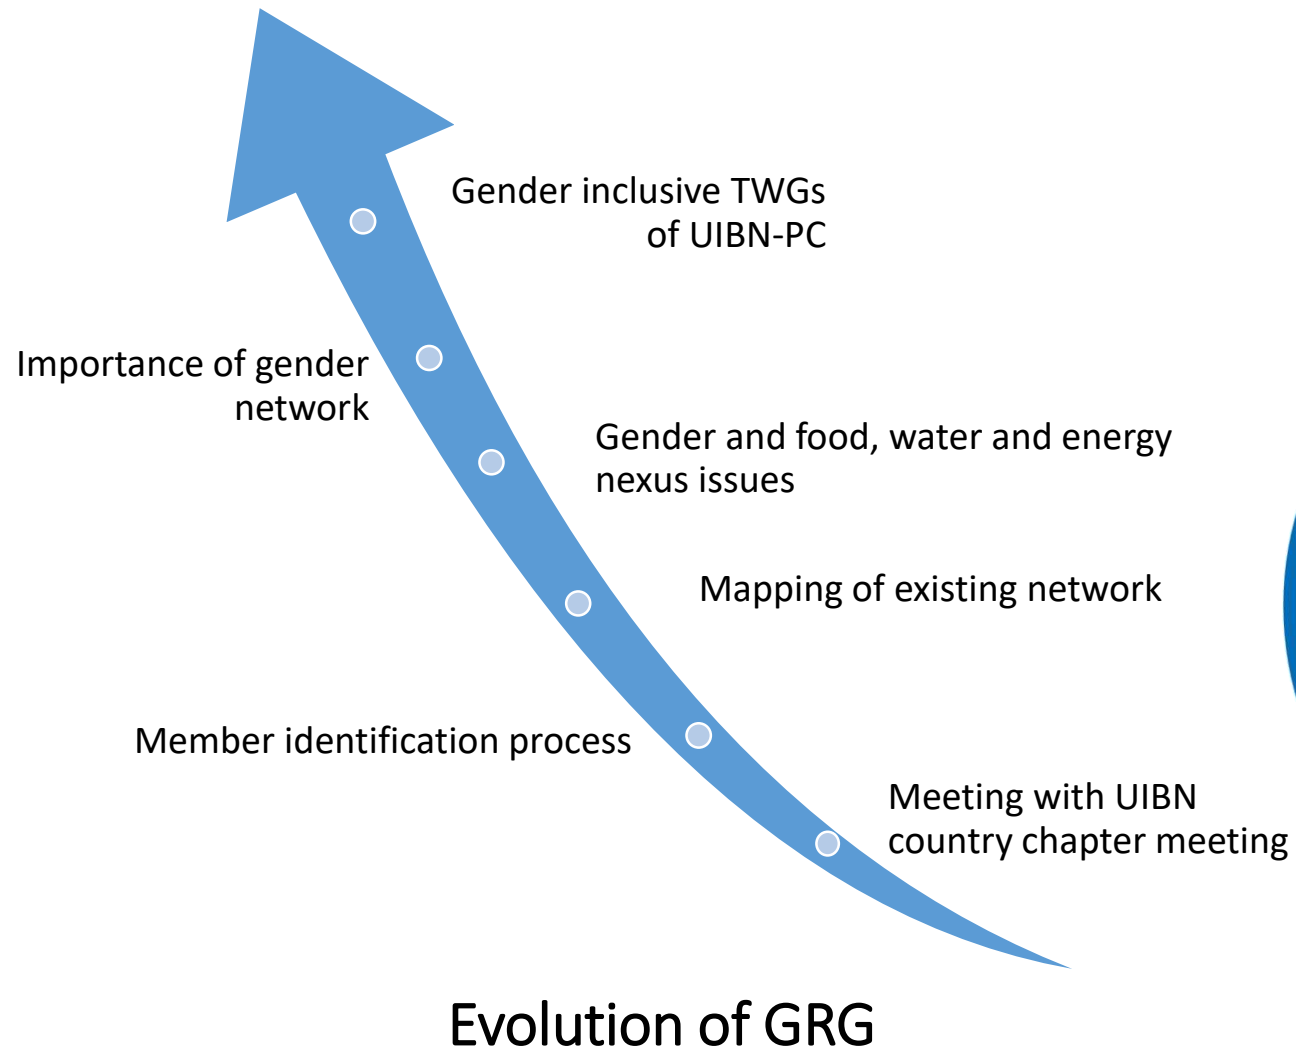 Gender inclusive TWGs
of UIBN-PC
Importance of gender
network
Gender and food, water and energy
nexus issues
Mapping of existing network
Member identification process
Meeting with UIBN
country chapter meeting
Evolution of GRG